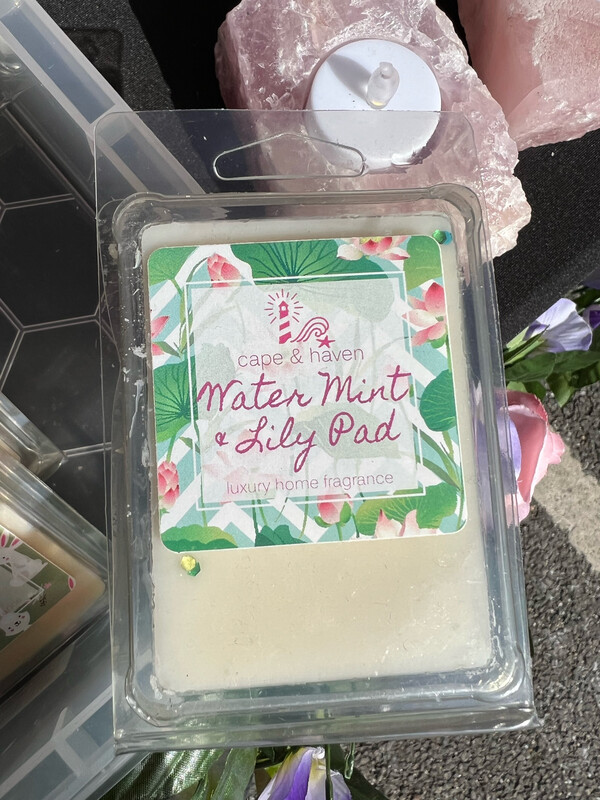 cape & haven
Water Mint
& Lily Pad
luxury home fragrance